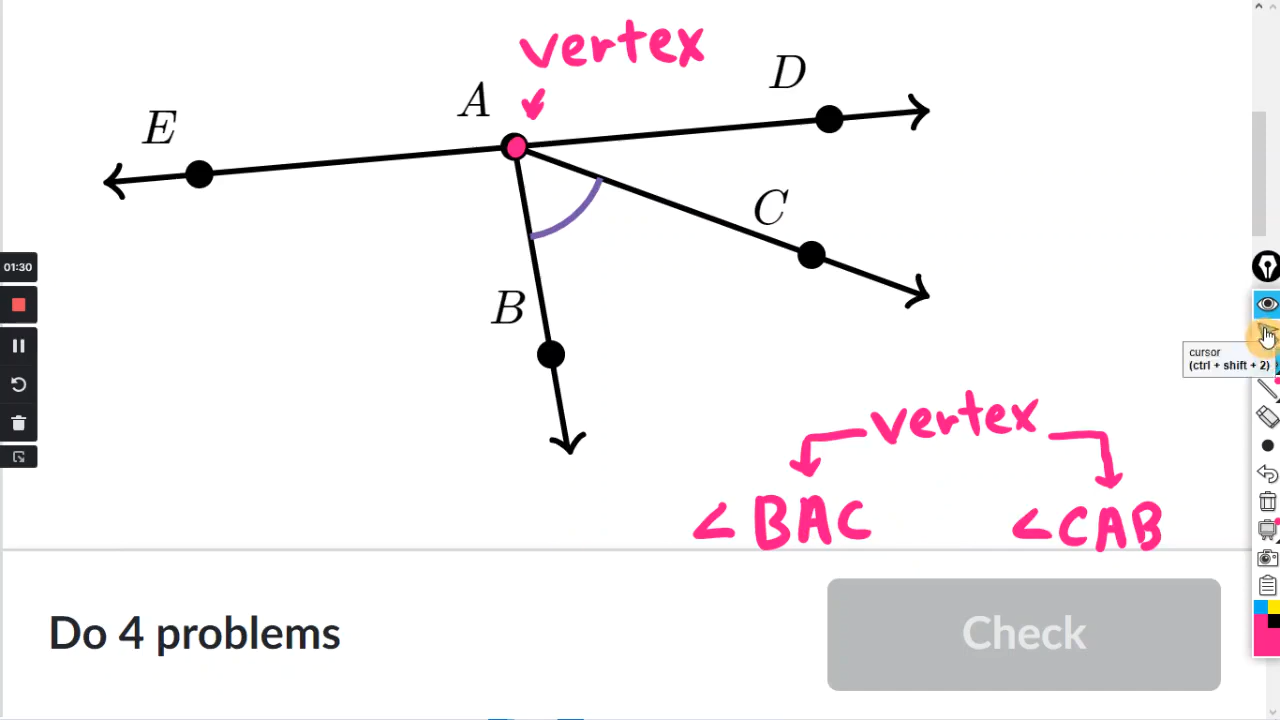 vertex
A
D
E
C
01:30
B
cursor
(ctrl + shift + 2)
vertex
<BAC <CAB
Do 4 problems
Check